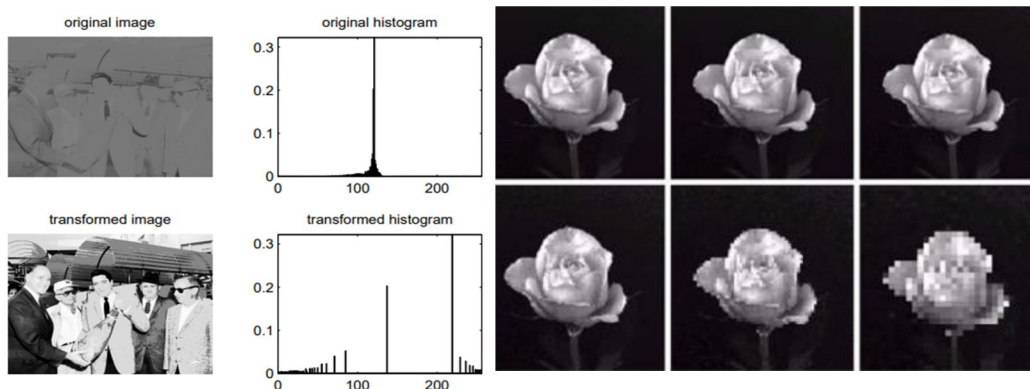 original image
original histogram
0.3
0.2
0.1
0
0 100 200
transformed image
transformed histogram
0.3
0.2
0.1
0
0 100 200